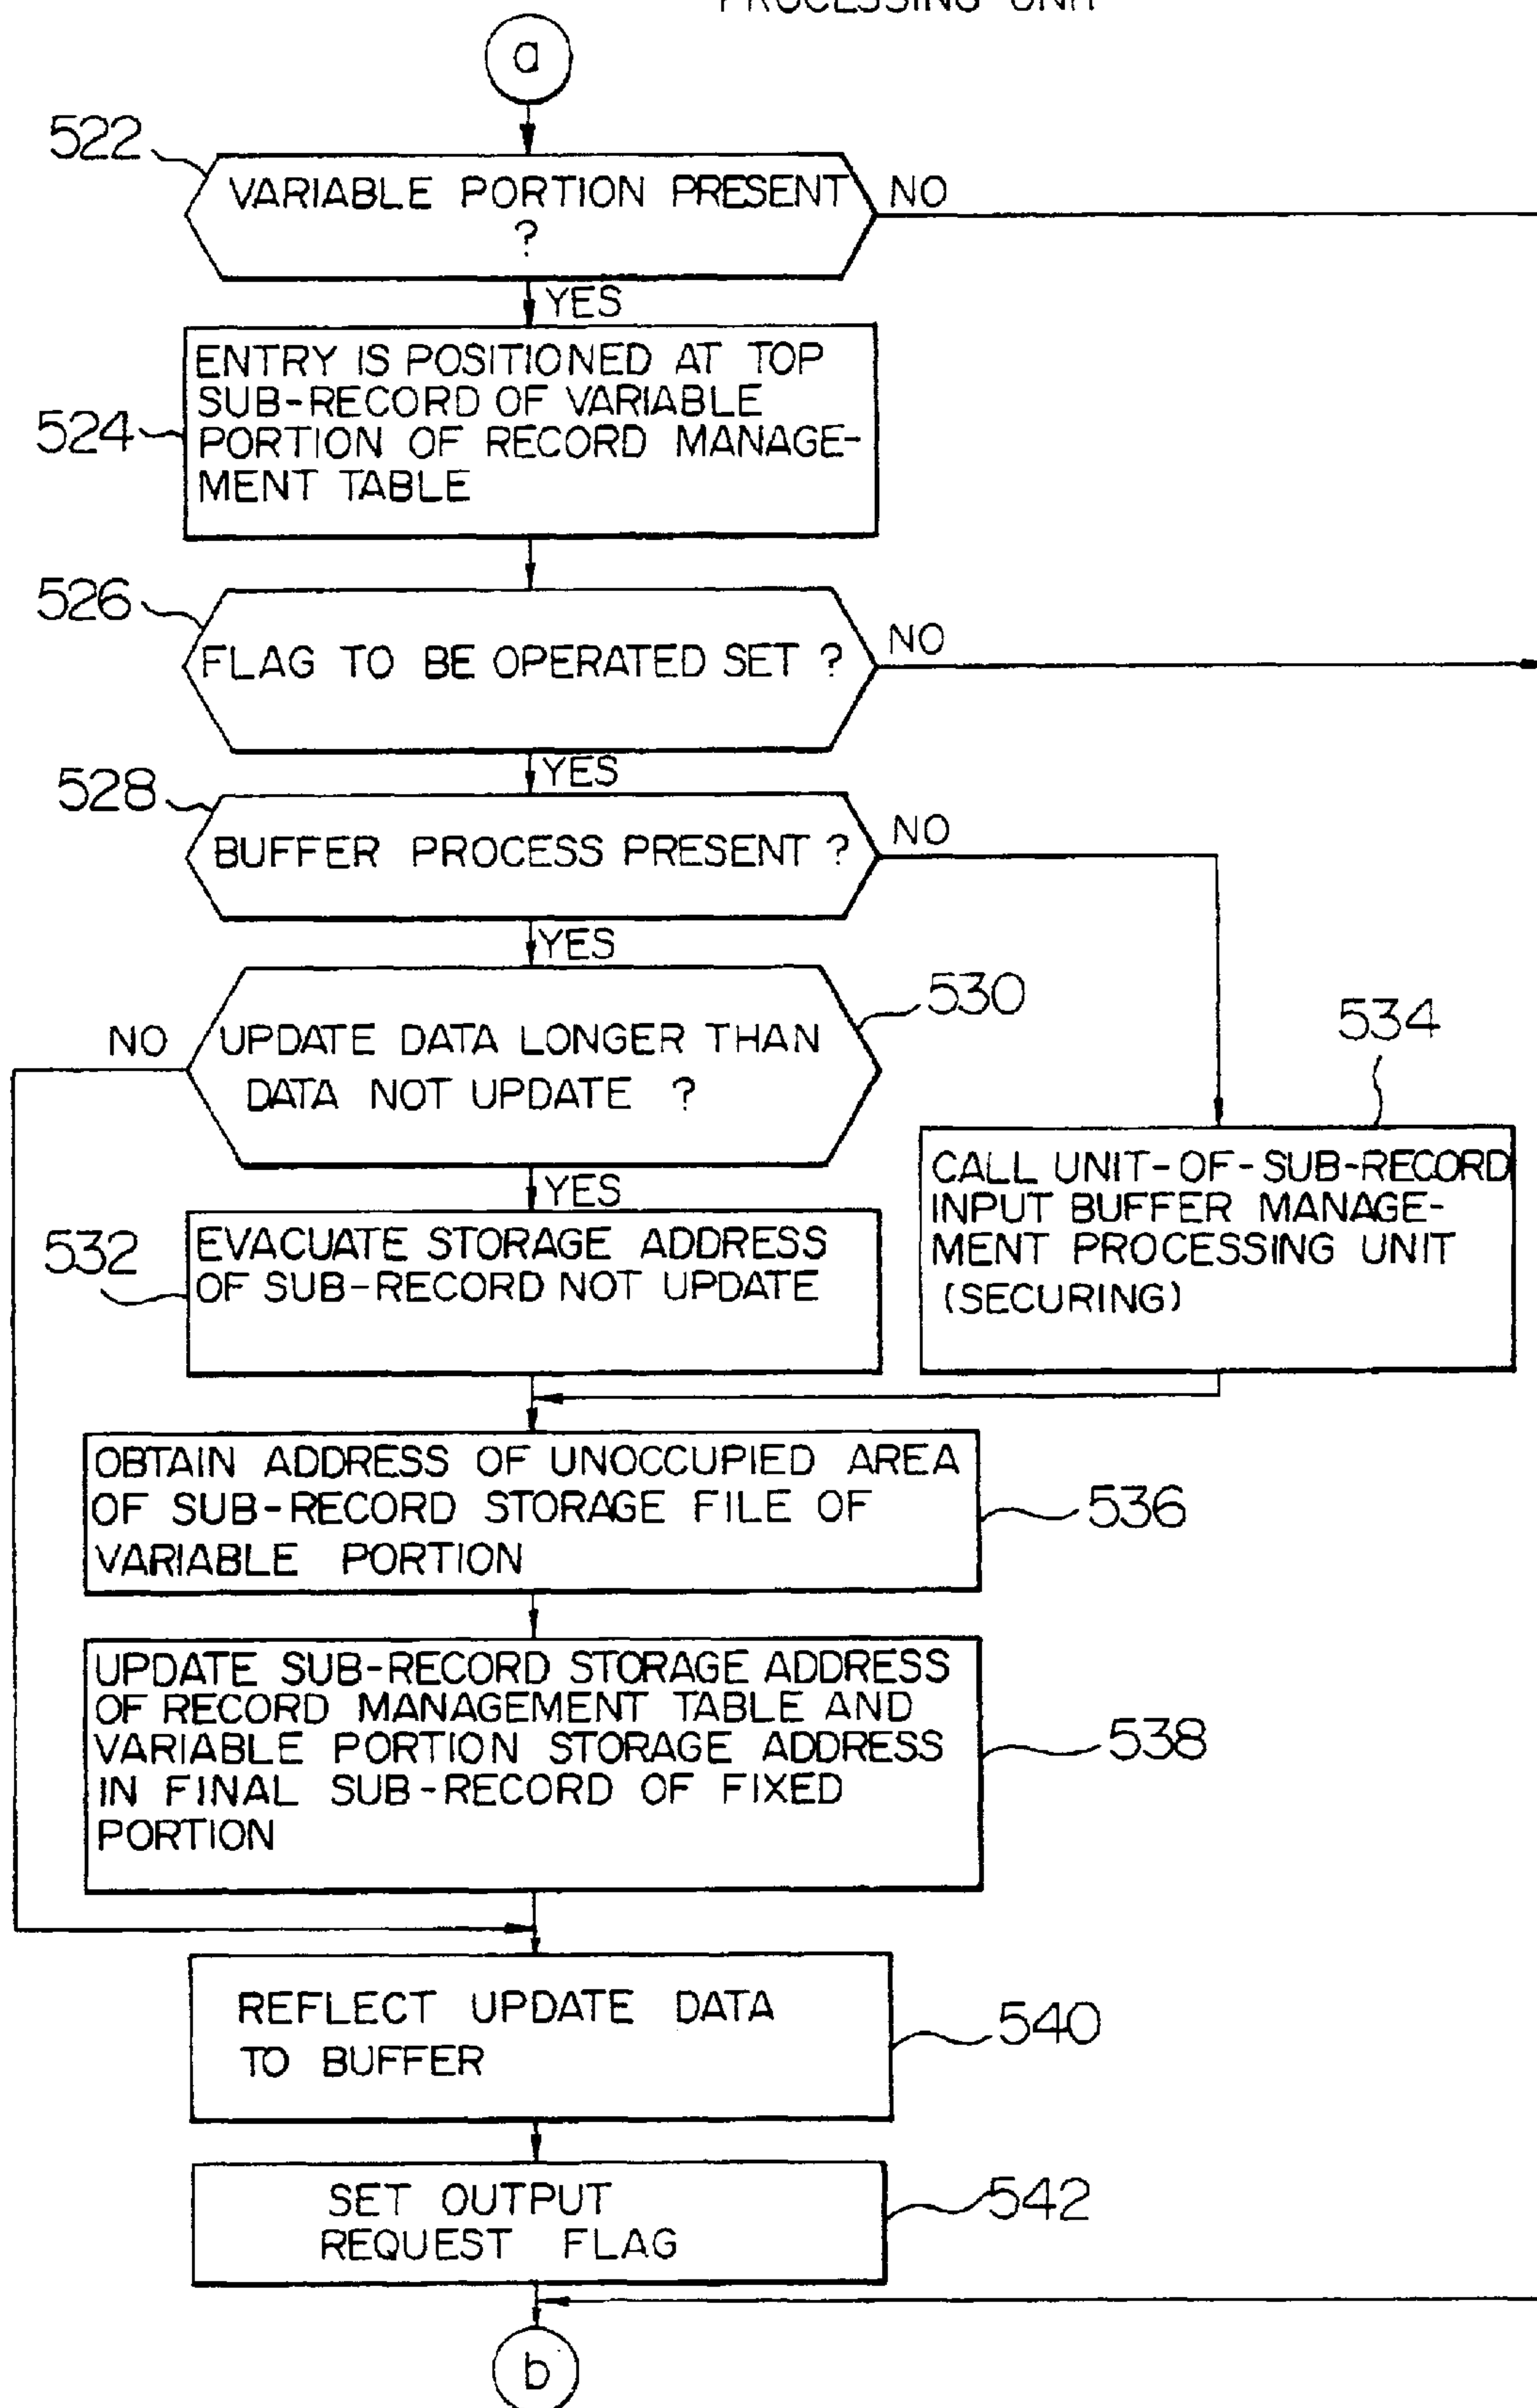 PROCESSING UNIT
a
522
VARIABLE PORTION PRESENT
?
NO
YES
524
ENTRY IS POSITIONED AT TOP
SUB-RECORD OF VARIABLE
PORTION OF RECORD MANAGE-
MENT TABLE
526
FLAG TO BE OPERATED SET ?
NO
YES
528
BUFFER PROCESS PRESENT ?
NO
YES
530
NO
UPDATE DATA LONGER THAN
DATA NOT UPDATE ?
YES
534
CALL UNIT-OF-SUB-RECORD
INPUT BUFFER MANAGE-
MENT PROCESSING UNIT
(SECURING)
532
EVACUATE STORAGE ADDRESS
OF SUB-RECORD NOT UPDATE
OBTAIN ADDRESS OF UNOCCUPIED AREA
OF SUB-RECORD STORAGE FILE OF
VARIABLE PORTION
536
UPDATE SUB-RECORD STORAGE ADDRESS
OF RECORD MANAGEMENT TABLE AND
VARIABLE PORTION STORAGE ADDRESS
IN FINAL SUB-RECORD OF FIXED
PORTION
538
REFLECT UPDATE DATA
TO BUFFER
540
SET OUTPUT
REQUEST FLAG
542
b